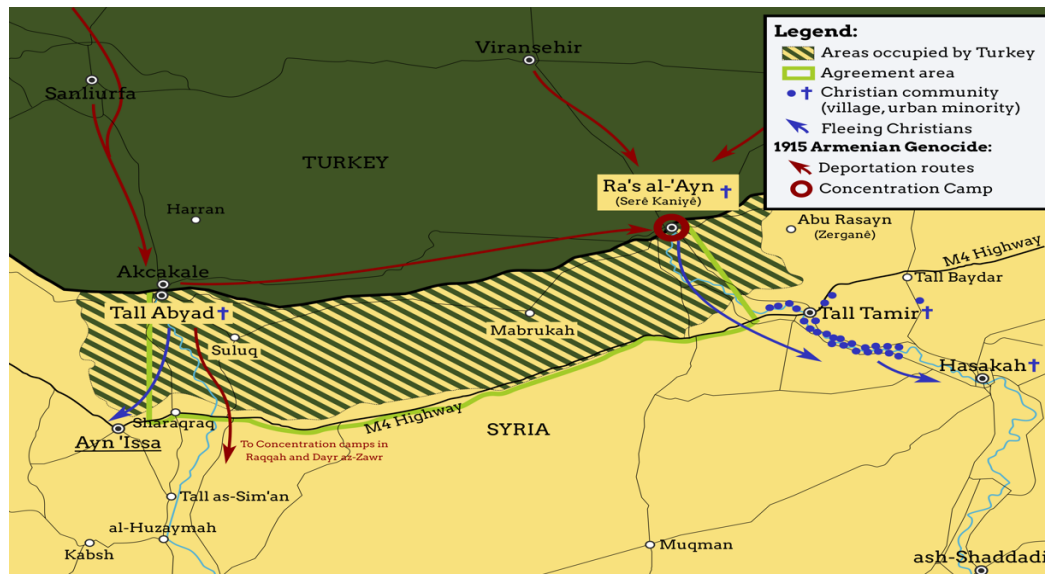 Legend:
Areas occupied by Turkey
Agreement area
Christian community
(village, urban minority)
Fleeing Christians
1915 Armenian Genocide:
Deportation routes
Concentration Camp
Viransehir
Sanliurfa
TURKEY
Ra's al-'Ayn
(Serê Kaniyê)
Harran
Abu Rasayn
(Zerganê)
M4 Highway
Akcakale
Tall Baydar
Tall Abyad
Mabrukah
Tall Tamir
Suluq
Hasakah
M4 Highway
Sharaqraq
Ayn 'Issa
SYRIA
To Concentration camps in
Raqqah and Dayr az-Zawr
Tall as-Sim'an
al-Huzaymah
Kabsh
Muqman
ash-Shaddadi